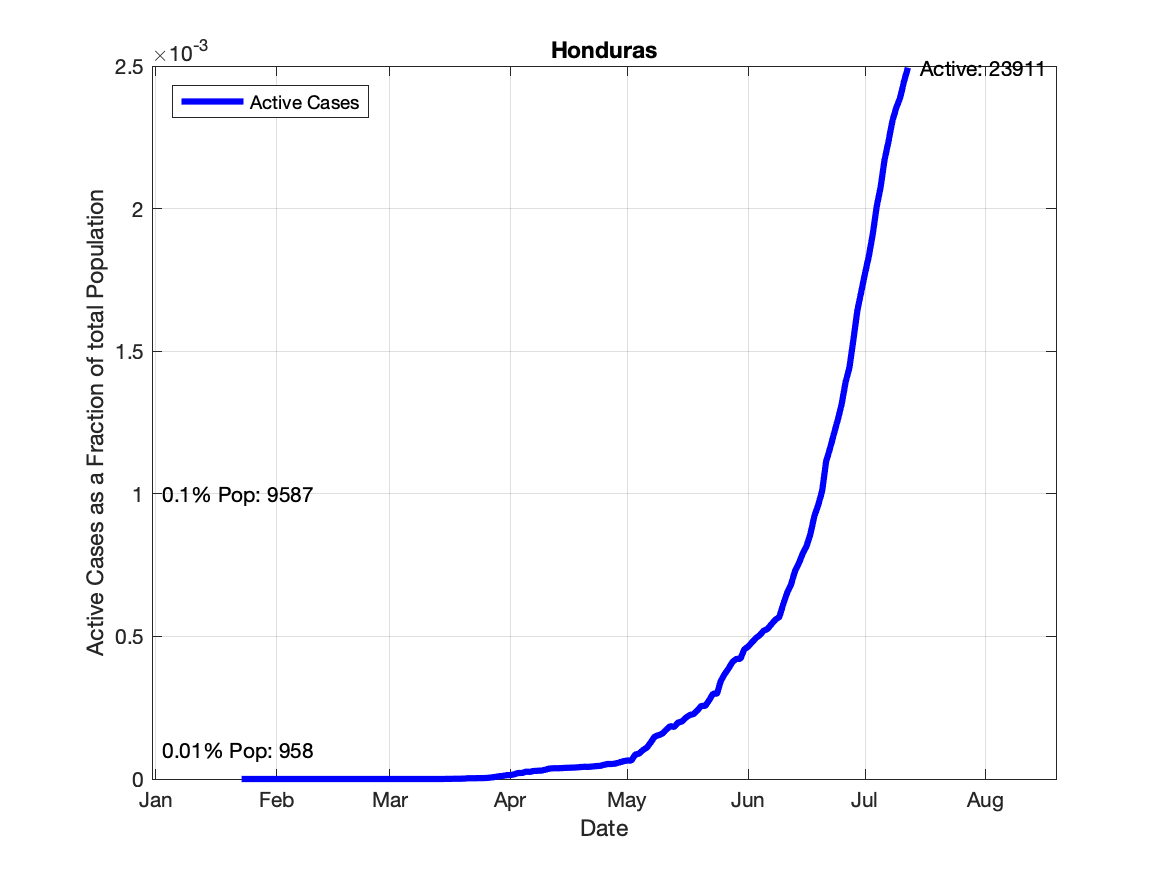 Honduras
×10-3
2.5
2
1.5
1
0.5
0
Active Cases as a Fraction of total Population
Active Cases
Active: 23911
0.1% Pop: 9587
0.01% Pop: 958
Jan Feb Mar Apr May Jun Jul Aug
Date